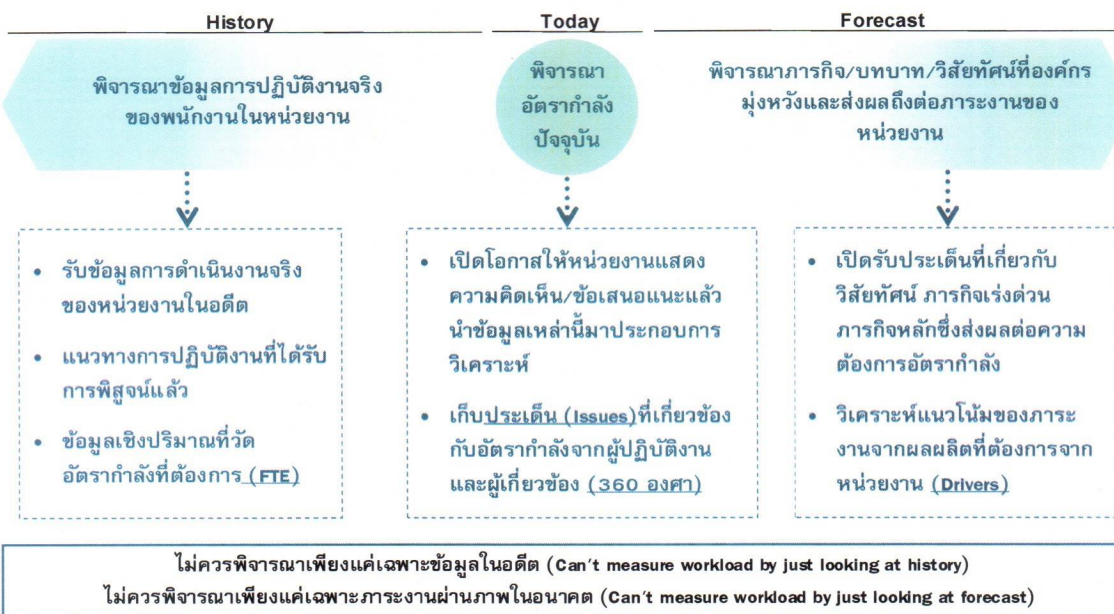 History
Today
Forecast
พิจารณาข้อมูลการปฏิบัติงานจริง
ของพนักงานในหน่วยงาน
พิจารณา
อัตรากำลัง
ปัจจุบัน
พิจารณาภารกิจ/บทบาท/วิสัยทัศน์ที่องค์กร
มุ่งหวังและส่งผลถึงต่อภาระงานของ
หน่วยงาน
• รับข้อมูลการดำเนินงานจริง
ของหน่วยงานในอดีต
• แนวทางการปฏิบัติงานที่ได้รับ
การพิสูจน์แล้ว
• ข้อมูลเชิงปริมาณที่วัด
อัตรากำลังที่ต้องการ (FTE)
• เปิดโอกาสให้หน่วยงานแสดง
ความคิดเห็น/ข้อเสนอแนะแล้ว
นำข้อมูลเหล่านี้มาประกอบการ
วิเคราะห์
• เก็บประเด็น (Issues)ที่เกี่ยวข้อง
กับอัตรากำลังจากผู้ปฏิบัติงาน
และผู้เกี่ยวข้อง (360 องศา)
• เปิดรับประเด็นที่เกี่ยวกับ
วิสัยทัศน์ ภารกิจเร่งด่วน
ภารกิจหลักซึ่งส่งผลต่อความ
ต้องการอัตรากำลัง
• วิเคราะห์แนวโน้มของภาระ
งานจากผลผลิตที่ต้องการจาก
หน่วยงาน (Drivers)
ไม่ควรพิจารณาเพียงแค่เฉพาะข้อมูลในอดีต (Can't measure workload by just looking at history)
ไม่ควรพิจารณาเพียงแค่เฉพาะภาระงานผ่านภาพในอนาคต (Can't measure workload by just looking at forecast)